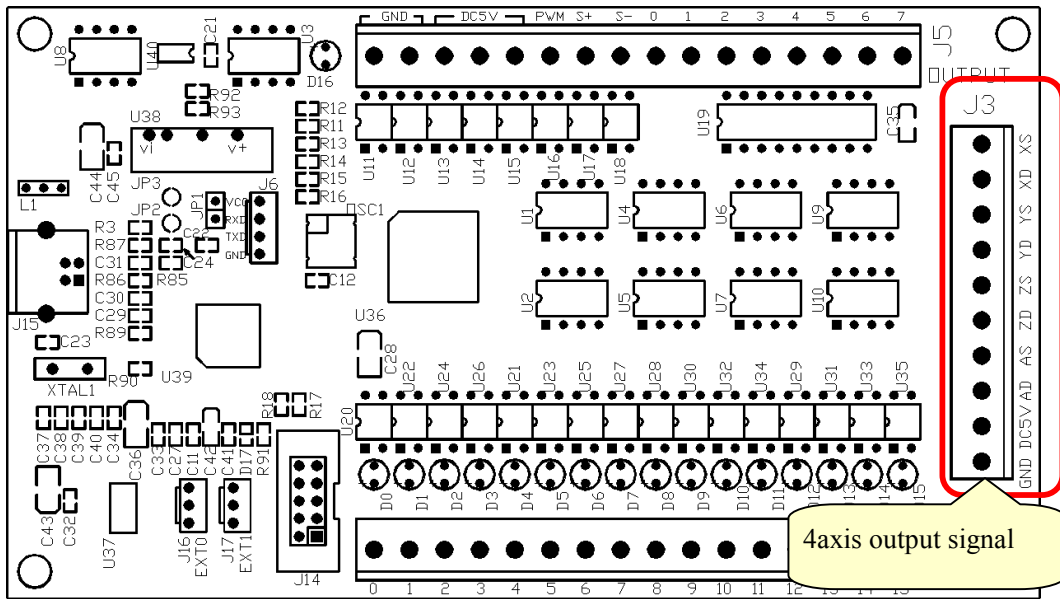 GND DC5V PWM S+ S- 0 1 2 3 4 5 6 7
J5
OUTPUT
U8
U40
C21
U3
D16
R92
R93
U38
vi v+
C44
C45
L1
JP3
JP2
JP1
J6
VCC
RXD
TXD
GND
R12
R11
R13
R14
R15
R16
OSC1
C12
U11 U12 U13 U14 U15 U16 U17 U18
U19
C35
J3
XS
XD
YS
YD
ZS
ZD
AS
AD
DC5V
GND
U1 U4 U6 U9
U2 U5 U7 U10
R3
R87
C31
R86
C30
C29
R89
C22
C24
R85
J15
C23
XTAL1
R90
U39
U36
C28
U22 U24 U26 U21 U23 U25 U27 U28 U30 U32 U34 U29 U31 U33 U35
U20
R18
R17
C37 C38 C39 C40 C34 C36 C33 C27 C11 C42 C41 D17 R91
C43
C32
U37
J16
EXT0
J17
EXT1
J14
D0 D1 D2 D3 D4 D5 D6 D7 D8 D9 D10 D11
4axis output signal
0 1 2 3 4 5 6 7 8 9 10 11